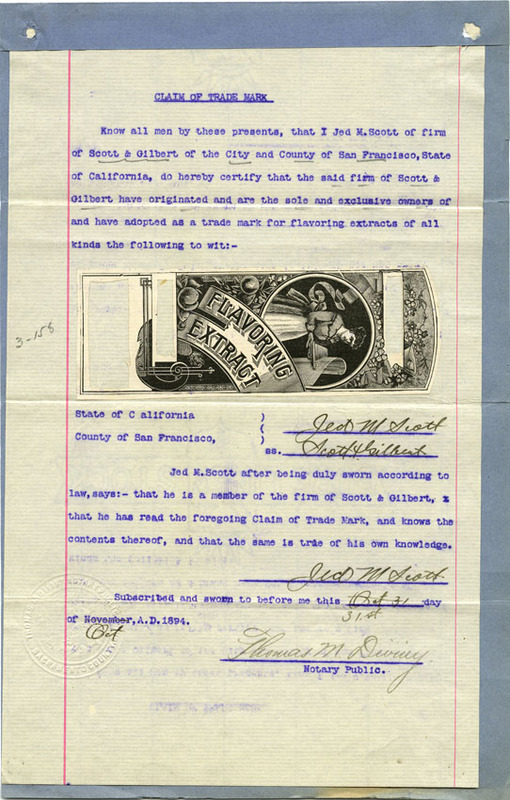 CLAIM OF TRADE MARK
Know all men by these presents, that I Jed M.Scott of firm
of Scott & Gilbert of the City and County of San Francisco,State
of California, do hereby certify that the said firm of Scott &
Gilbert have originated and are the sole and exclusive owners of
and have adopted as a trade mark for flavoring extracts of all
kinds the following to wit:-
3-158
FLAVORING
EXTRACT
State of C alifornia ) Jed M Scott
County of San Francisco, ( ) ss. Scott & Gilbert
Jed M.Scott after being duly sworn according to
law,says:- that he is a member of the firm of Scott & Gilbert, x
that he has read the foregoing Claim of Trade Mark, and knows the
contents thereof, and that the same is true of his own knowledge.
Jed M Scott
Subscribed and sworn to before me this Oct 31 day
31st
of November,A.D.1894.
Oct
Thomas M. Diviny
Notary Public.